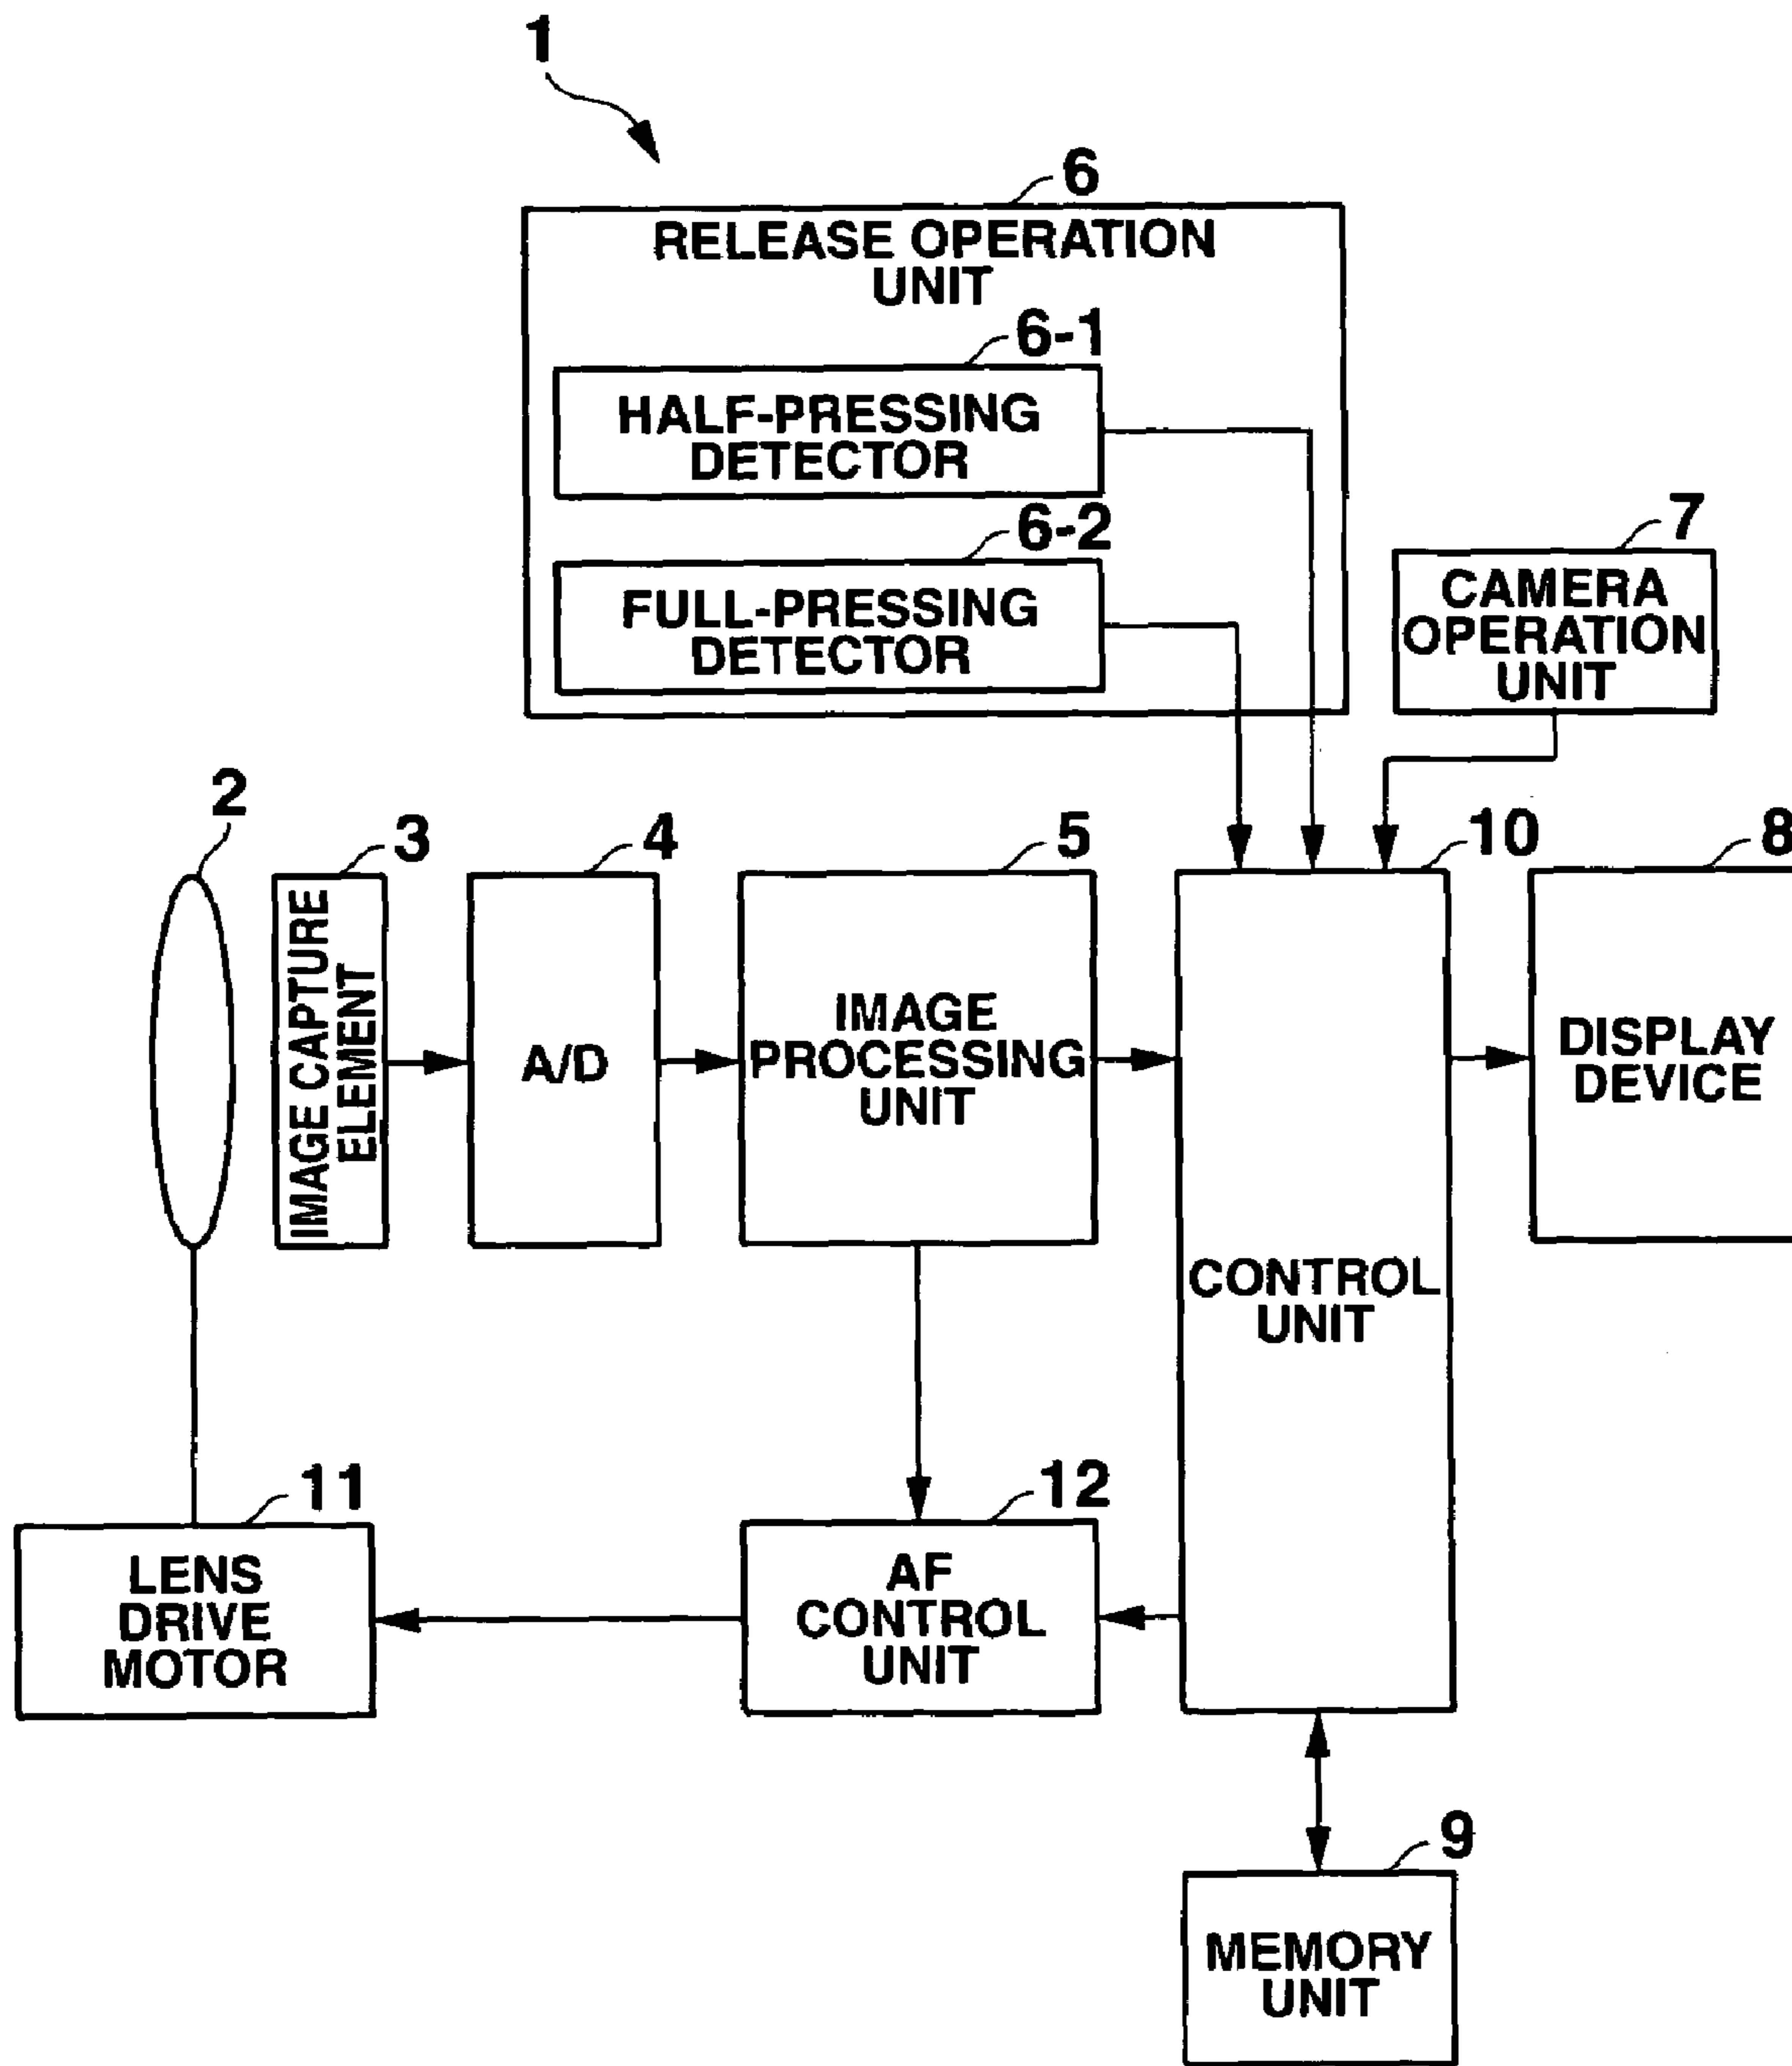 1
6
RELEASE OPERATION
UNIT
6-1
HALF-PRESSING
DETECTOR
6-2
FULL-PRESSING
DETECTOR
7
CAMERA
OPERATION
UNIT
2
3
IMAGE CAPTURE
ELEMENT
4
A/D
5
IMAGE
PROCESSING
UNIT
10
CONTROL
UNIT
8
DISPLAY
DEVICE
11
LENS
DRIVE
MOTOR
12
AF
CONTROL
UNIT
9
MEMORY
UNIT